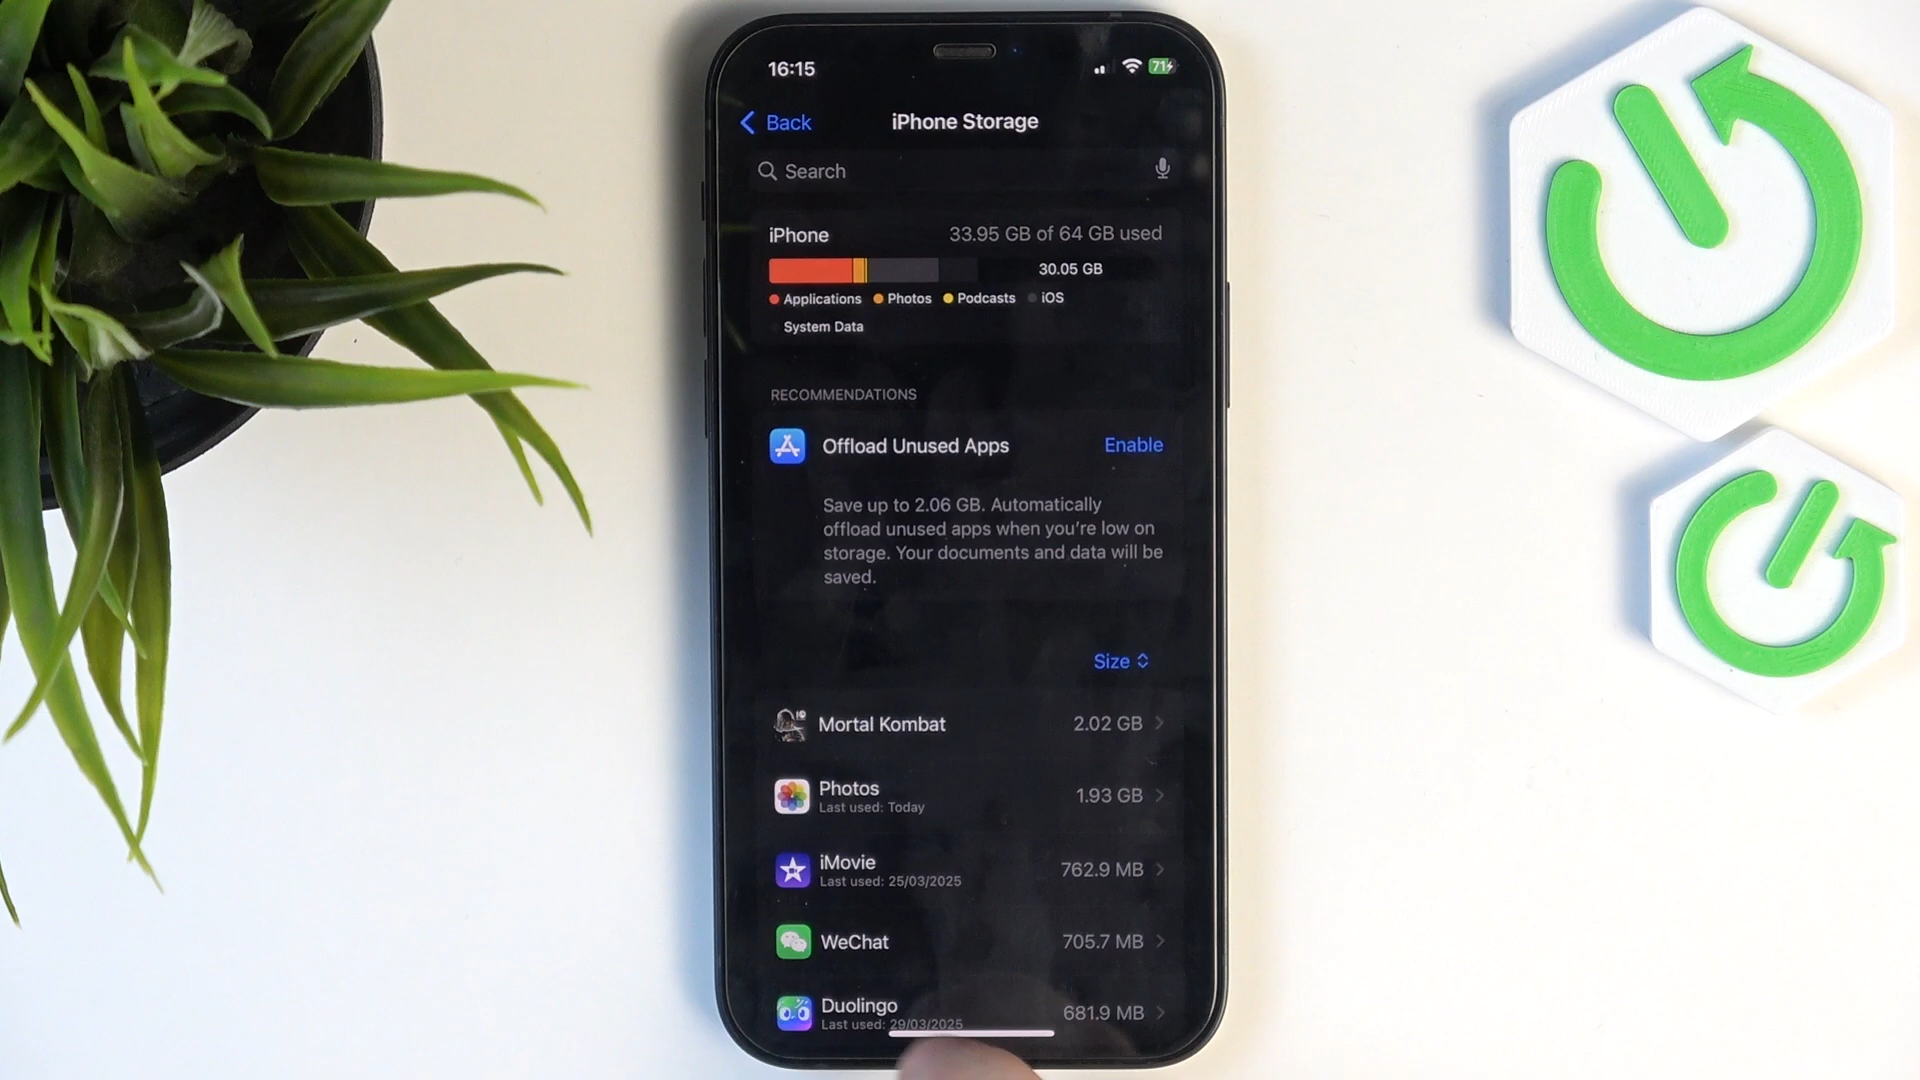 16:15
71
Back
iPhone Storage
Search
iPhone
33.95 GB of 64 GB used
30.05 GB
Applications
Photos
Podcasts
iOS
System Data
RECOMMENDATIONS
Offload Unused Apps
Enable
Save up to 2.06 GB. Automatically
offload unused apps when you're low on
storage. Your documents and data will be
saved.
Size
Mortal Kombat
2.02 GB
Photos
Last used: Today
1.93 GB
iMovie
Last used: 25/03/2025
762.9 MB
WeChat
705.7 MB
Duolingo
Last used: 29/03/2025
681.9 MB